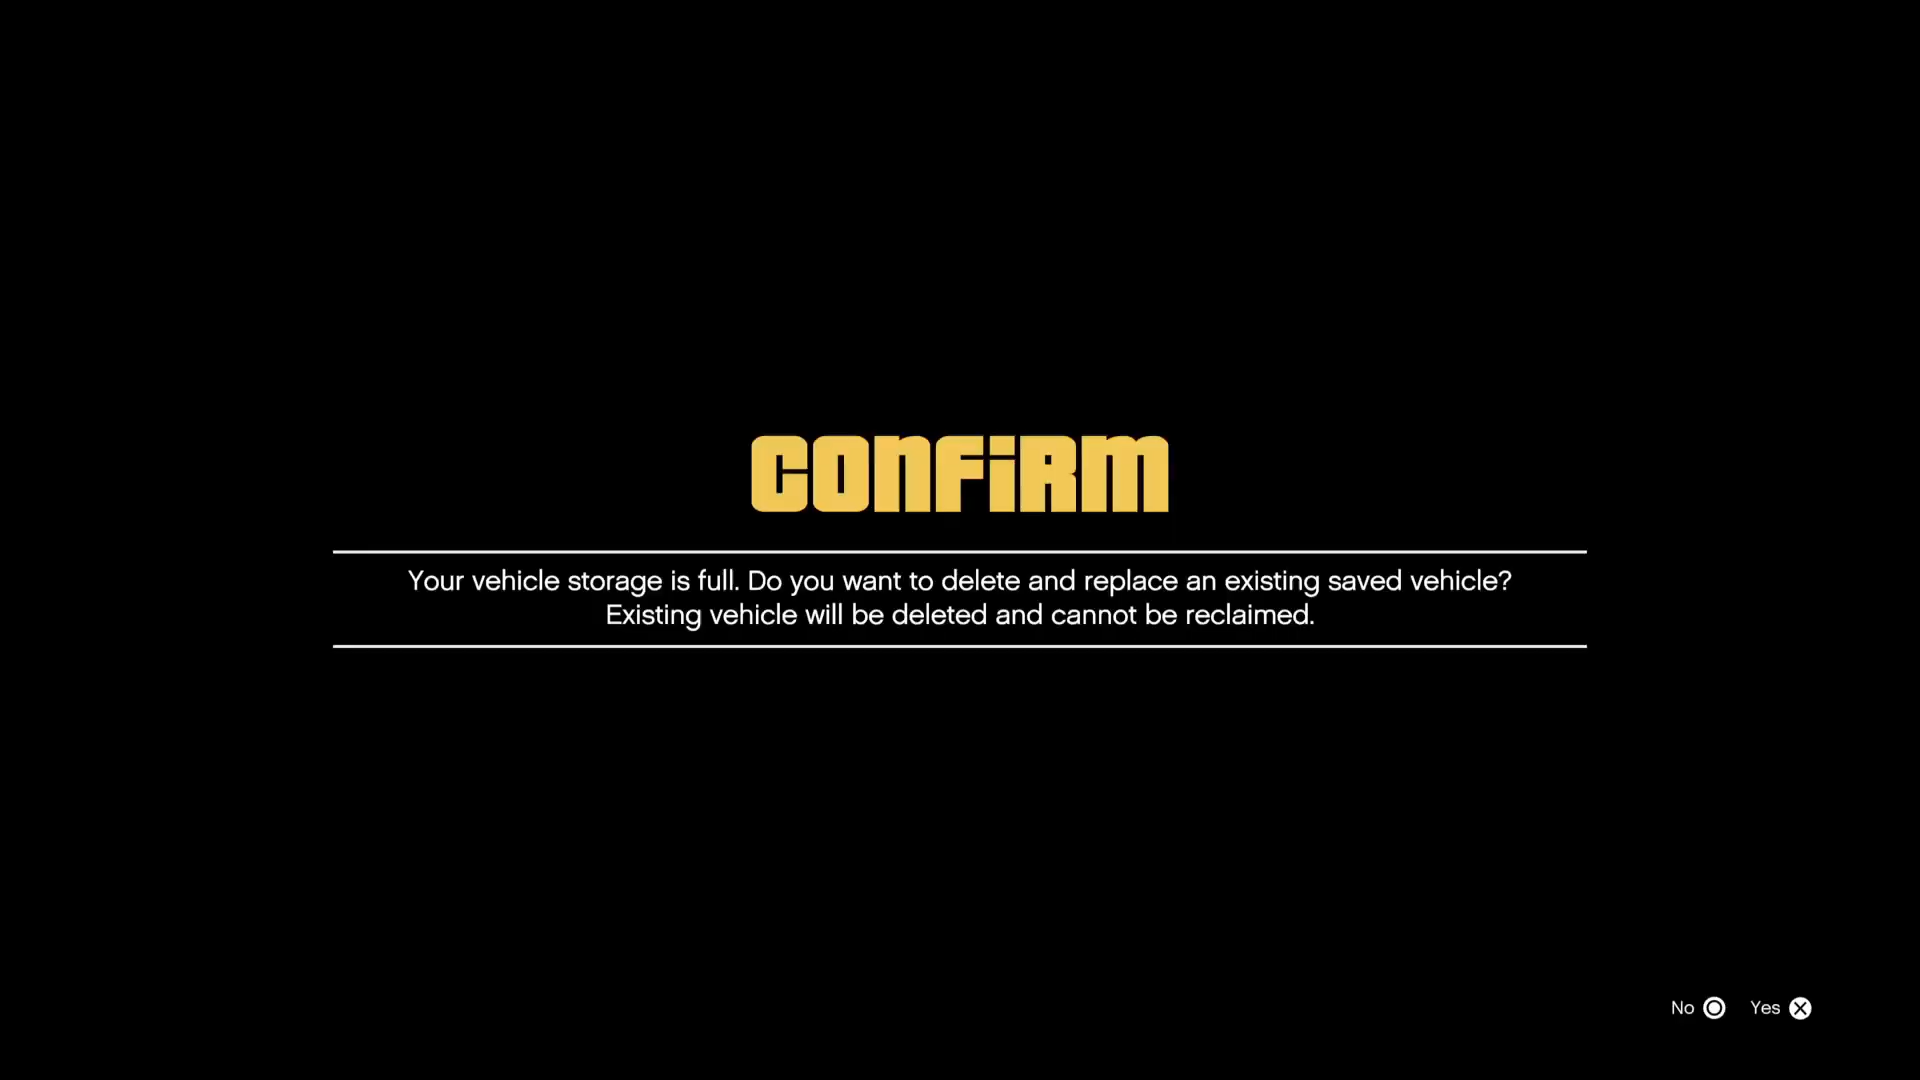 CONFIRM
Your vehicle storage is full. Do you want to delete and replace an existing saved vehicle?
Existing vehicle will be deleted and cannot be reclaimed.
No Yes